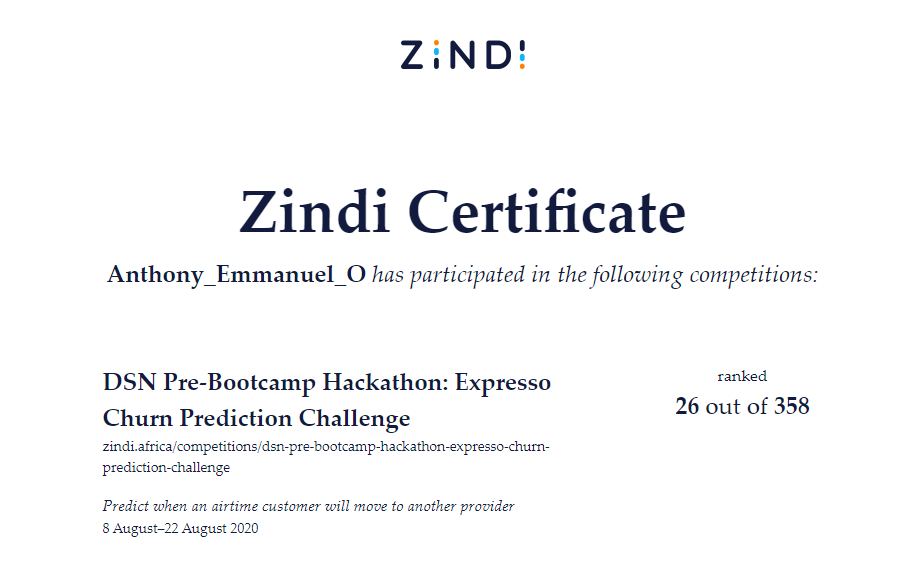 ZINDI
Zindi Certificate
Anthony_Emmanuel_O has participated in the following competitions:
DSN Pre-Bootcamp Hackathon: Expresso
Churn Prediction Challenge
zindi.africa/competitions/dsn-pre-bootcamp-hackathon-expresso-churn-
prediction-challenge
Predict when an airtime customer will move to another provider
8 August–22 August 2020
ranked
26 out of 358